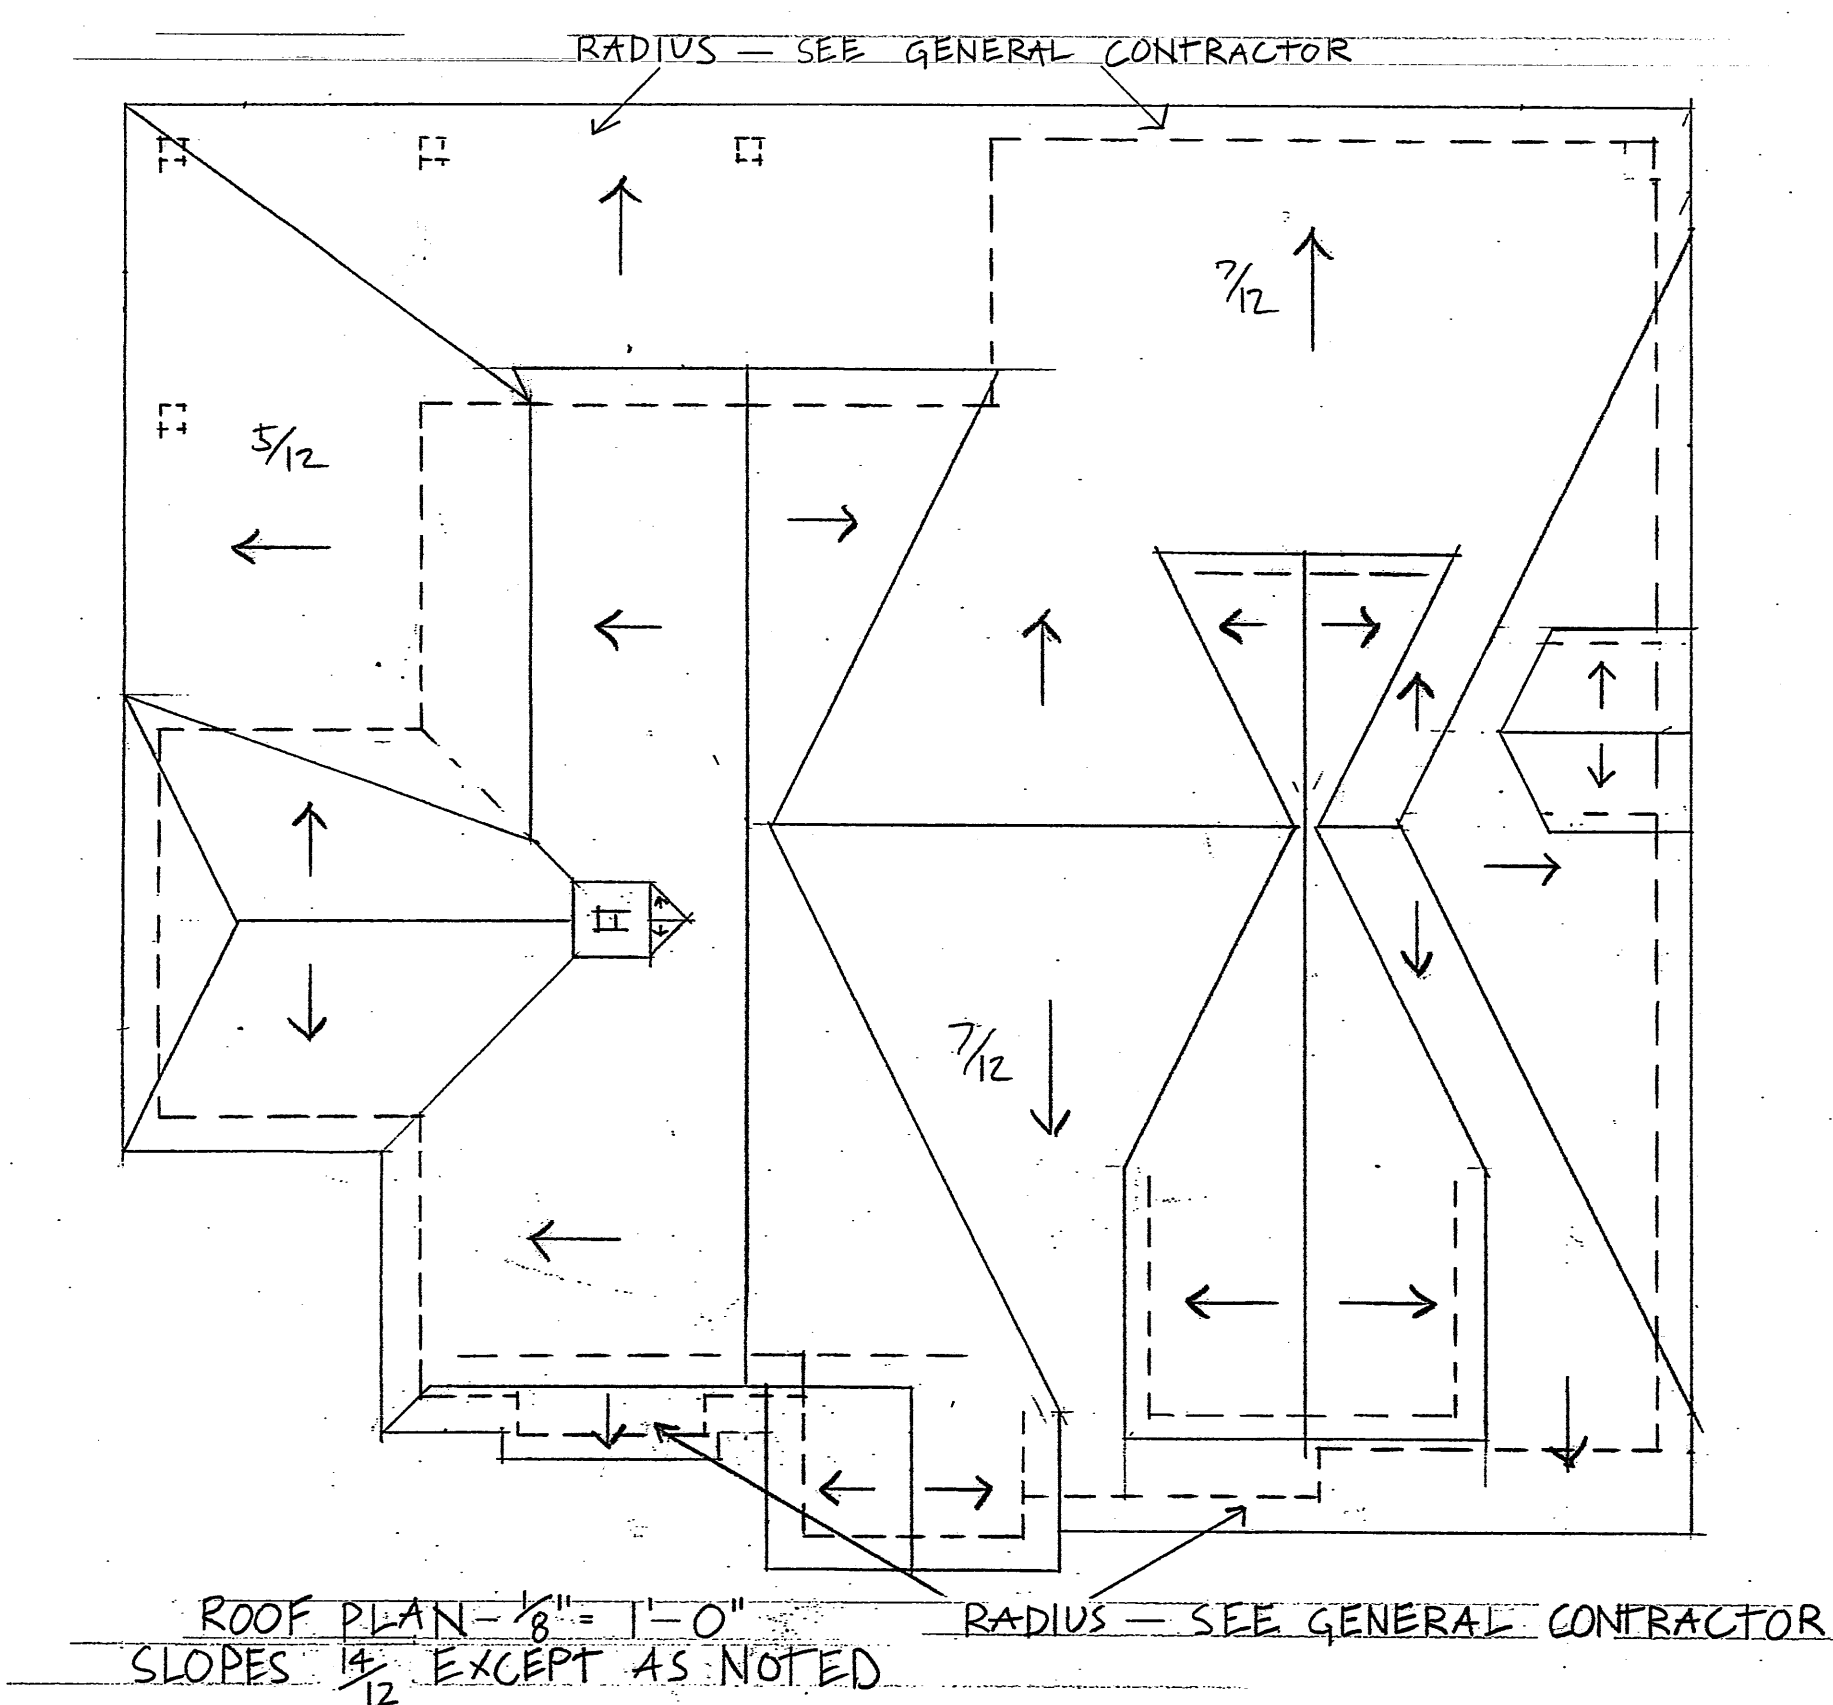 RADIUS — SEE GENERAL CONTRACTOR
7/12
5/12
7/12
ROOF PLAN - 1/8" = 1'-0"
RADIUS — SEE GENERAL CONTRACTOR
SLOPES 14/12 EXCEPT AS NOTED